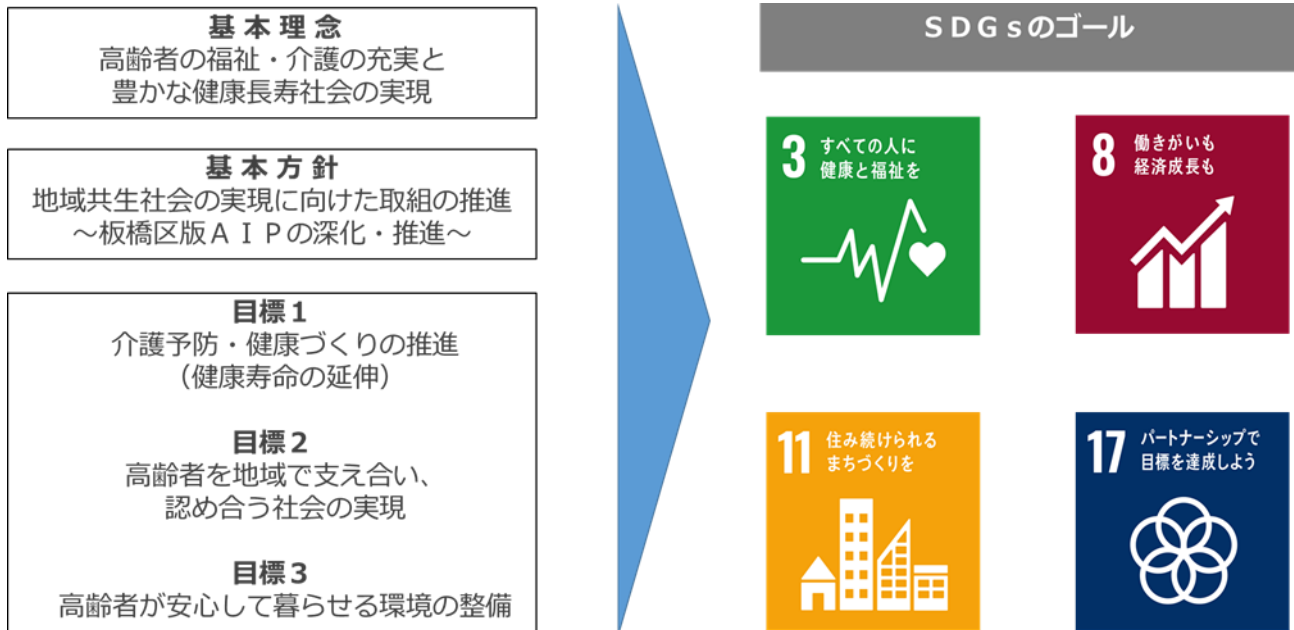 基本理念
高齢者の福祉・介護の充実と
豊かな健康長寿社会の実現
基本方針
地域共生社会の実現に向けた取組の推進
～板橋区版ＡＩＰの深化・推進～
目標１
介護予防・健康づくりの推進
（健康寿命の延伸）
目標２
高齢者を地域で支え合い、
認め合う社会の実現
目標３
高齢者が安心して暮らせる環境の整備
ＳＤＧｓのゴール
3 すべての人に
健康と福祉を
8 働きがいも
経済成長も
11 住み続けられる
まちづくりを
17 パートナーシップで
目標を達成しよう